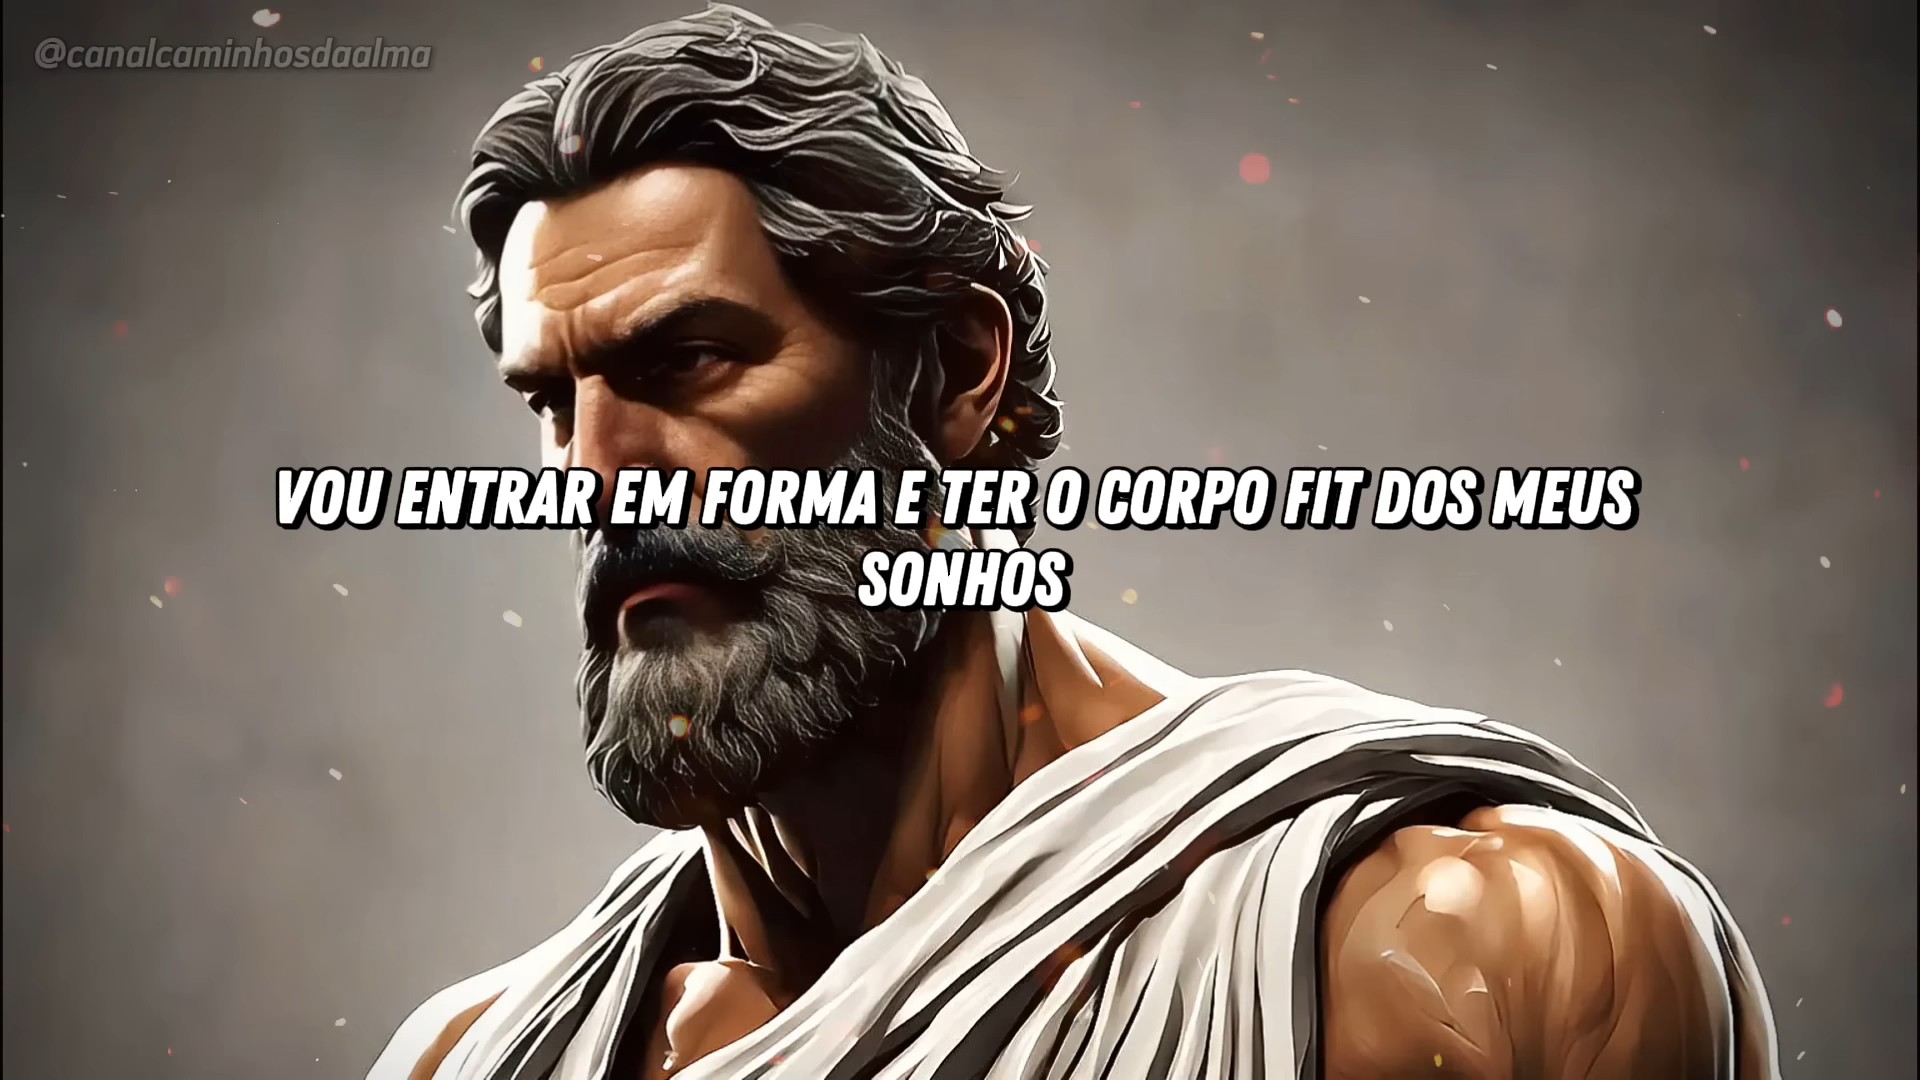 @canalcaminhosdaalma
VOU ENTRAR EM FORMA E TER O CORPO FIT DOS MEUS
SONHOS